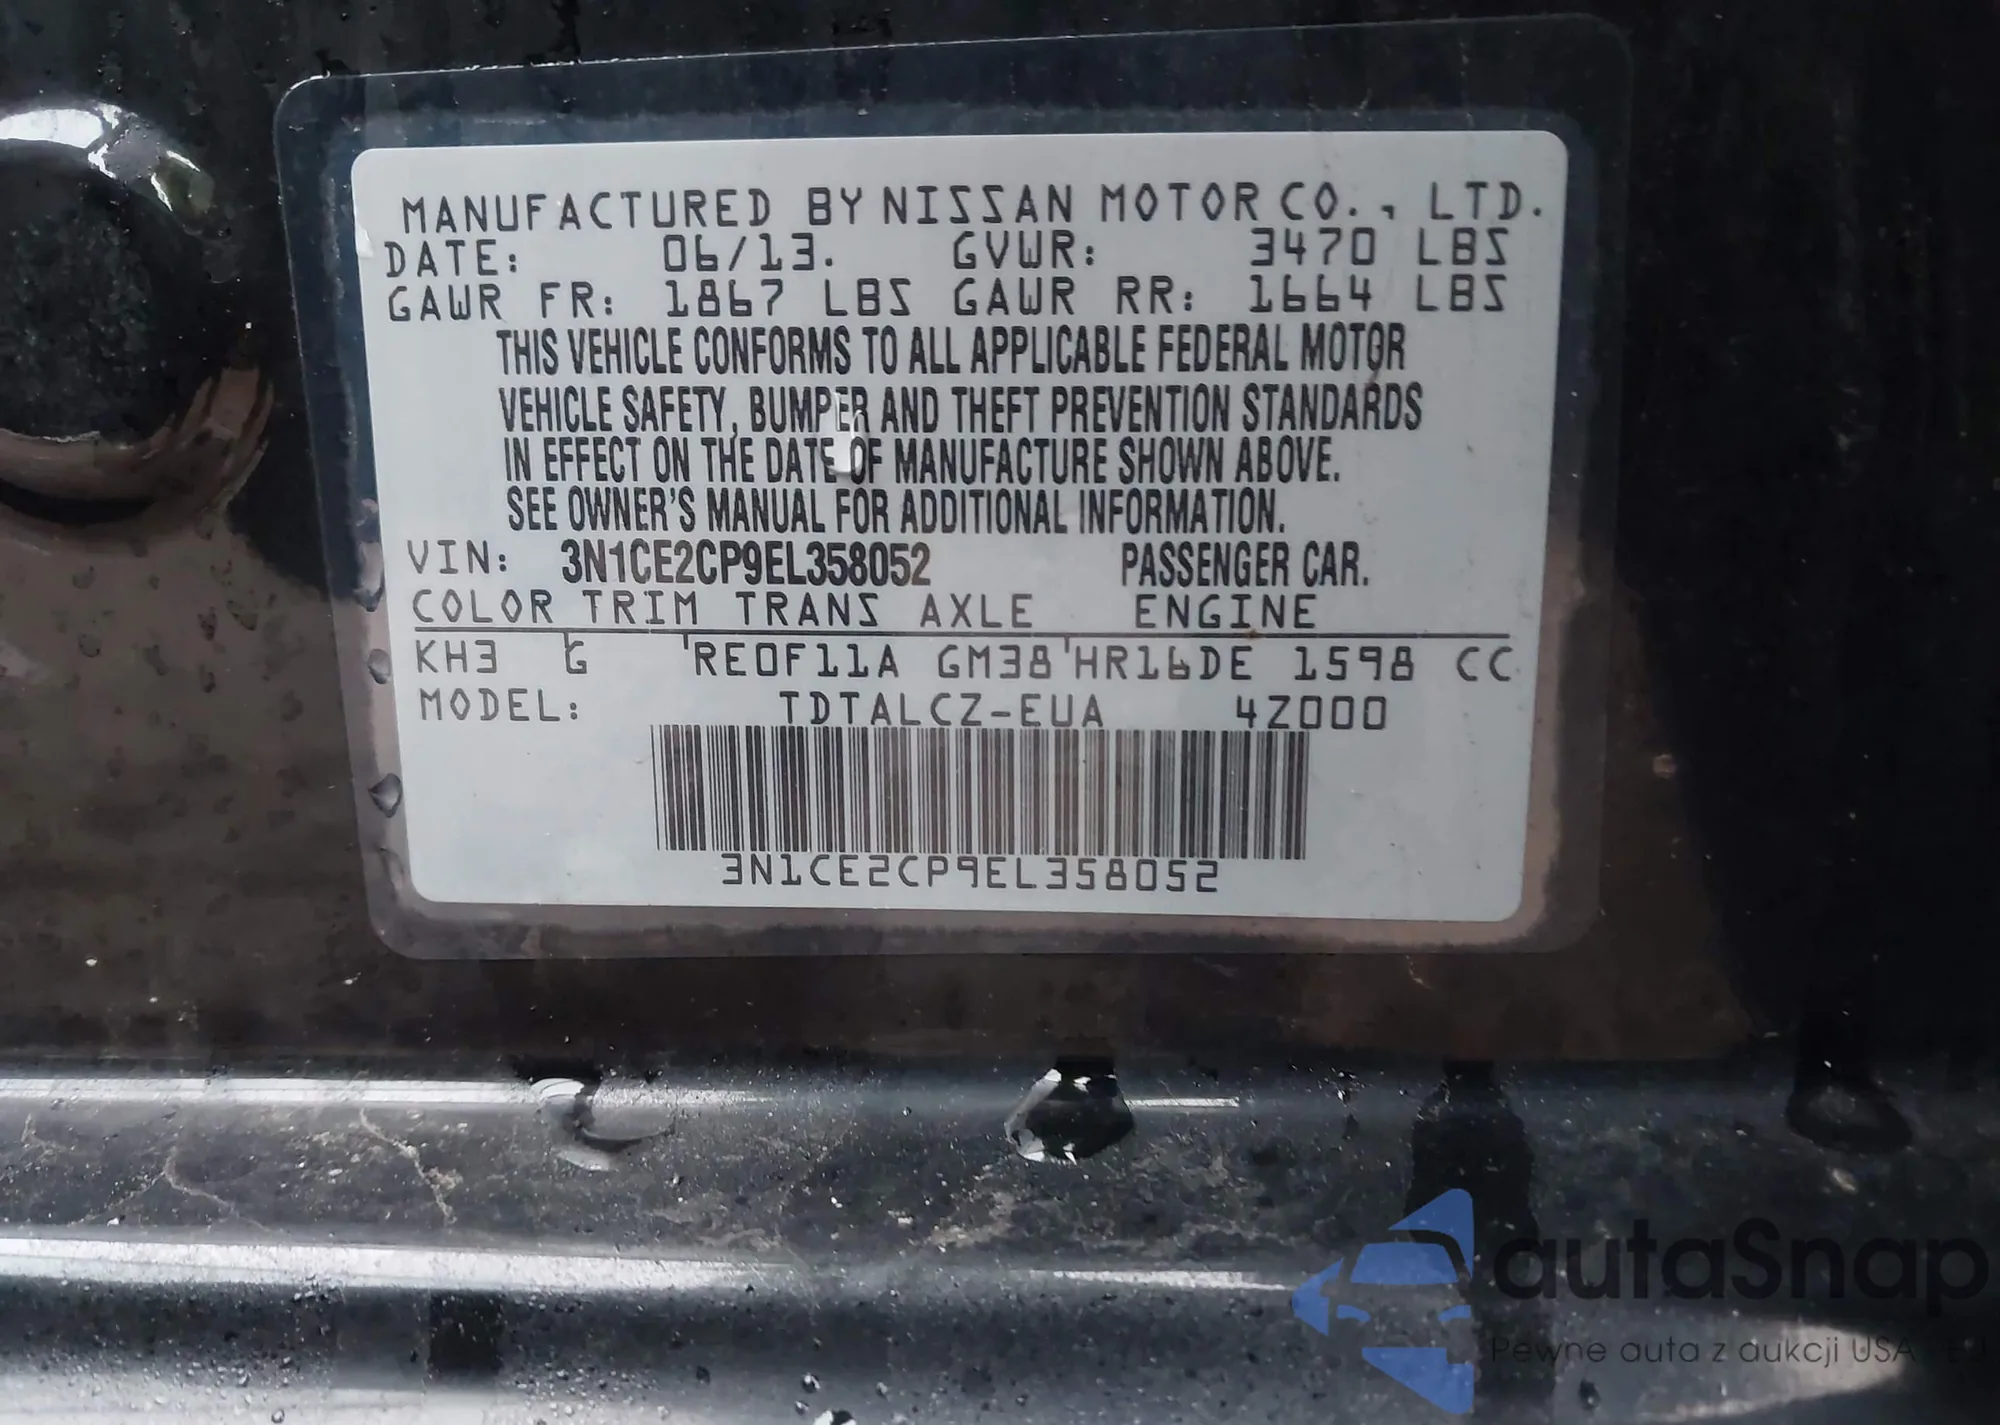 MANUFACTURED BY NISSAN MOTOR CO., LTD.
DATE: 06/13. GVWR: 3470 LBS
GAWR FR: 1867 LBS GAWR RR: 1664 LBS
THIS VEHICLE CONFORMS TO ALL APPLICABLE FEDERAL MOTOR
VEHICLE SAFETY, BUMPER AND THEFT PREVENTION STANDARDS
IN EFFECT ON THE DATE OF MANUFACTURE SHOWN ABOVE.
SEE OWNER'S MANUAL FOR ADDITIONAL INFORMATION.
VIN: 3N1CE2CP9EL358052 PASSENGER CAR.
COLOR TRIM TRANS AXLE ENGINE
KH3 G RE0F11A GM38 HR16DE 1598 CC
MODEL: TDTALCZ-EUA 4Z000
3N1CE2CP9EL358052
autaSnap
Pewne auta z aukcji USA